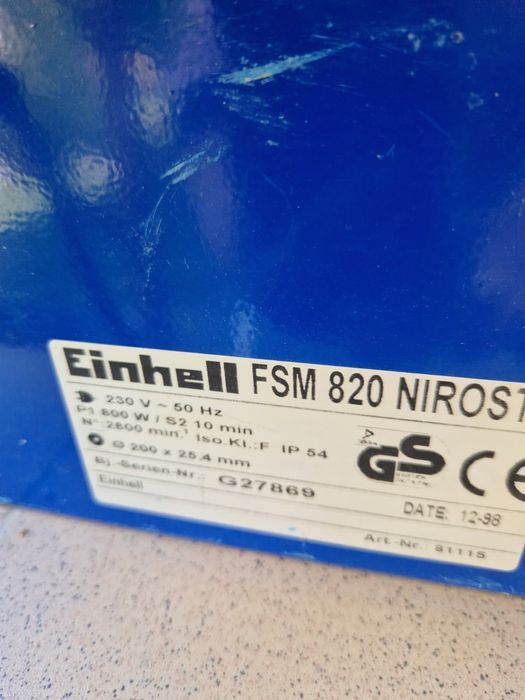 Einhell FSM 820 NIROST
230 V ~ 50 Hz
P1 800 W / S2 10 min
N° 2800 min.⁻¹ Iso.Kl.:F IP 54
Ø 200 x 25,4 mm
Bj.-Serien-Nr.: G27869
Einhell
GS
CE
DATE: 12-98
Art.-Nr.: 81115